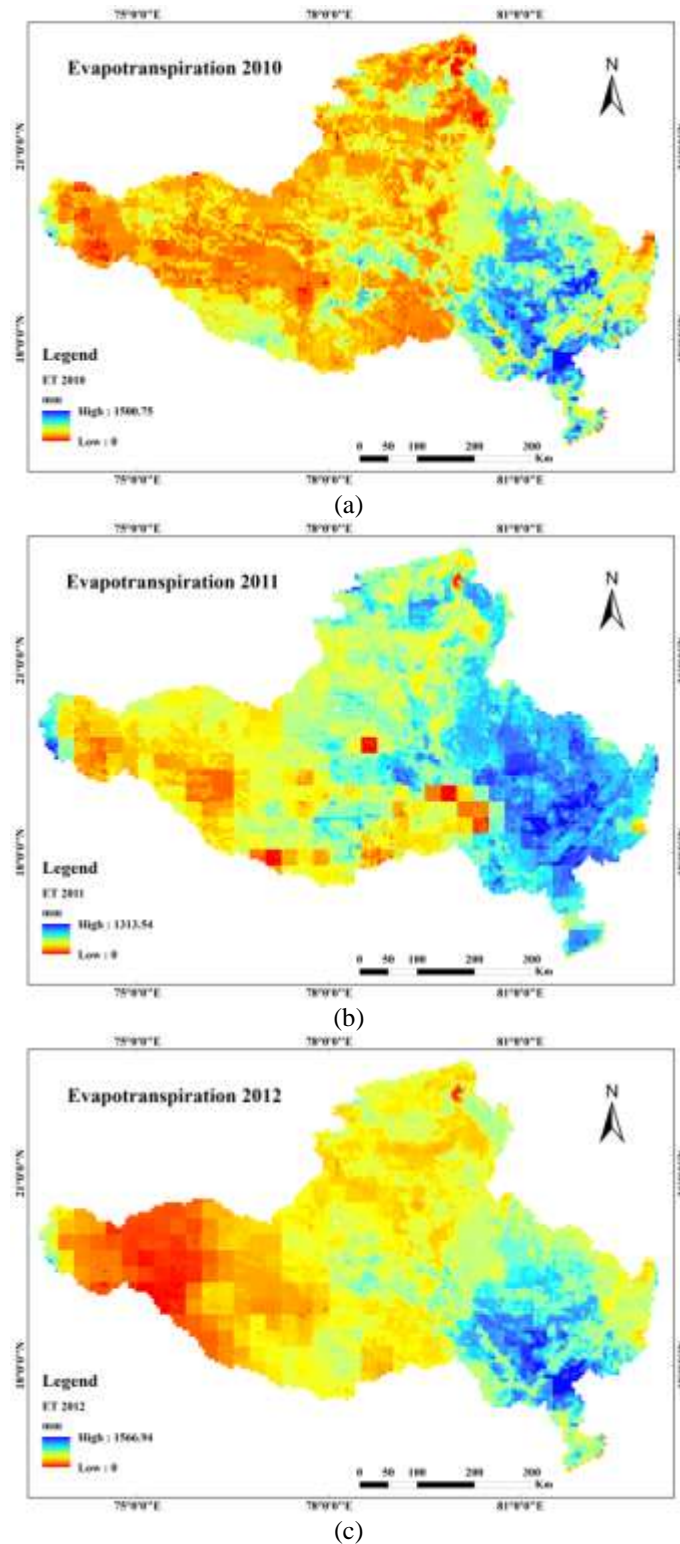 75°0'0"E 78°0'0"E 81°0'0"E
Evapotranspiration 2010
N
21°0'0"N
18°0'0"N
Legend
ET 2010
mm
High : 1500.75
Low : 0
0 50 100 200
Km
75°0'0"E 78°0'0"E 81°0'0"E
(a)
75°0'0"E 78°0'0"E 81°0'0"E
Evapotranspiration 2011
N
21°0'0"N
18°0'0"N
Legend
ET 2011
mm
High : 1313.54
Low : 0
0 50 100 200
Km
75°0'0"E 78°0'0"E 81°0'0"E
(b)
75°0'0"E 78°0'0"E 81°0'0"E
Evapotranspiration 2012
N
21°0'0"N
18°0'0"N
Legend
ET 2012
mm
High : 1566.94
Low : 0
0 50 100 200
Km
75°0'0"E 78°0'0"E 81°0'0"E
(c)